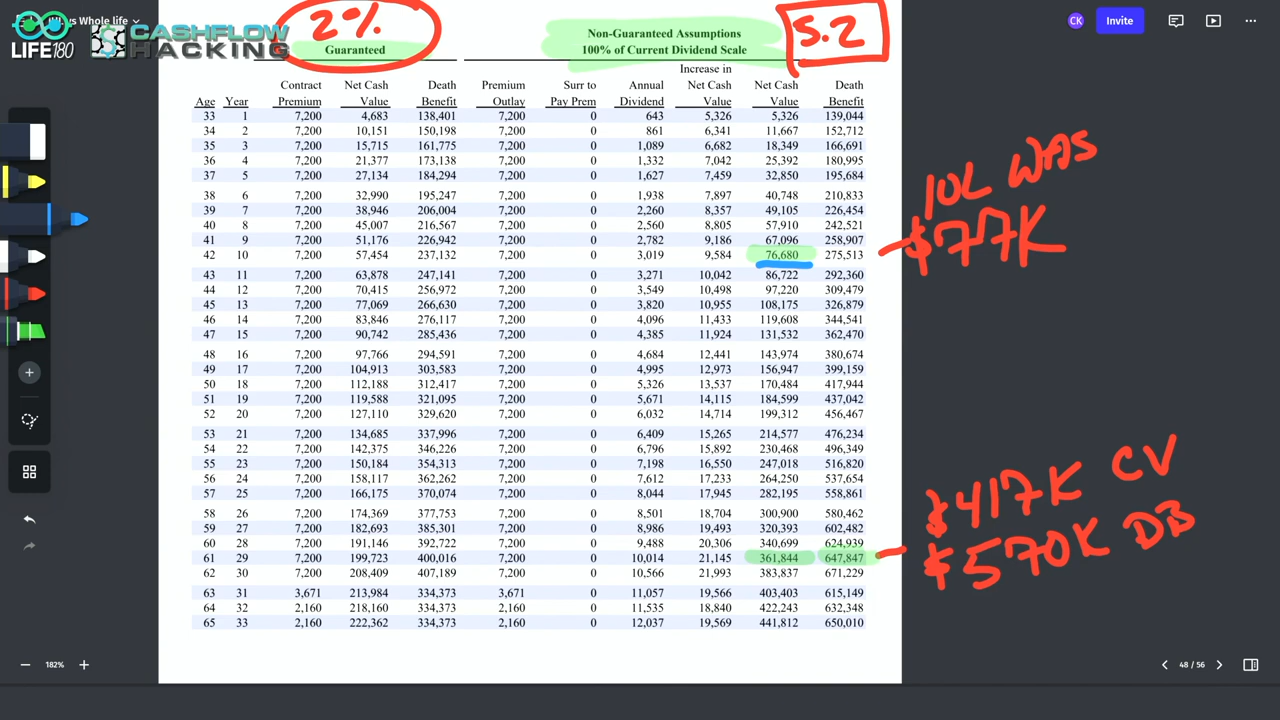 Whole life
CK
Invite
LIFE180
CASHFLOW
HACKING
2%
Guaranteed
Non-Guaranteed Assumptions
100% of Current Dividend Scale
5.2
Contract Premium Net Cash Value Death Benefit Premium Outlay Surr to Pay Prem Annual Dividend Increase in Net Cash Value Net Cash Value Death Benefit
Age Year
33 1 7,200 4,683 138,401 7,200 0 643 5,326 5,326 139,044
34 2 7,200 10,151 150,198 7,200 0 861 6,341 11,667 152,712
35 3 7,200 15,715 161,775 7,200 0 1,089 6,682 18,349 166,691
36 4 7,200 21,377 173,138 7,200 0 1,332 7,042 25,392 180,995
37 5 7,200 27,134 184,294 7,200 0 1,627 7,459 32,850 195,684
38 6 7,200 32,990 195,247 7,200 0 1,938 7,897 40,748 210,833
39 7 7,200 38,946 206,004 7,200 0 2,260 8,357 49,105 226,454
40 8 7,200 45,007 216,567 7,200 0 2,560 8,805 57,910 242,521
41 9 7,200 51,176 226,942 7,200 0 2,782 9,186 67,096 258,907
42 10 7,200 57,454 237,132 7,200 0 3,019 9,584 76,680 275,513
43 11 7,200 63,878 247,141 7,200 0 3,271 10,042 86,722 292,360
44 12 7,200 70,415 256,972 7,200 0 3,549 10,498 97,220 309,479
45 13 7,200 77,069 266,630 7,200 0 3,820 10,955 108,175 326,879
46 14 7,200 83,846 276,117 7,200 0 4,096 11,433 119,608 344,541
47 15 7,200 90,742 285,436 7,200 0 4,385 11,924 131,532 362,470
48 16 7,200 97,766 294,591 7,200 0 4,684 12,441 143,974 380,674
49 17 7,200 104,913 303,583 7,200 0 4,995 12,973 156,947 399,159
50 18 7,200 112,188 312,417 7,200 0 5,326 13,537 170,484 417,944
51 19 7,200 119,588 321,095 7,200 0 5,671 14,115 184,599 437,042
52 20 7,200 127,110 329,620 7,200 0 6,032 14,714 199,312 456,467
53 21 7,200 134,685 337,996 7,200 0 6,409 15,265 214,577 476,234
54 22 7,200 142,375 346,226 7,200 0 6,796 15,892 230,468 496,349
55 23 7,200 150,184 354,313 7,200 0 7,198 16,550 247,018 516,820
56 24 7,200 158,117 362,262 7,200 0 7,612 17,233 264,250 537,654
57 25 7,200 166,175 370,074 7,200 0 8,044 17,945 282,195 558,861
58 26 7,200 174,369 377,753 7,200 0 8,501 18,704 300,900 580,462
59 27 7,200 182,693 385,301 7,200 0 8,986 19,493 320,393 602,482
60 28 7,200 191,146 392,722 7,200 0 9,488 20,306 340,699 624,939
61 29 7,200 199,723 400,016 7,200 0 10,014 21,145 361,844 647,847
62 30 7,200 208,409 407,189 7,200 0 10,566 21,993 383,837 671,229
63 31 3,671 213,984 334,373 3,671 0 11,057 19,566 403,403 615,149
64 32 2,160 218,160 334,373 2,160 0 11,535 18,840 422,243 632,348
65 33 2,160 222,362 334,373 2,160 0 12,037 19,569 441,812 650,010
WAS
$77K
$417K CV
$570K DB
182%
48 / 56